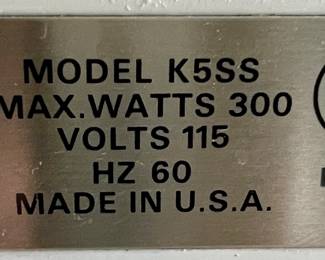 MODEL K5SS
MAX.WATTS 300
VOLTS 115
HZ 60
MADE IN U.S.A.